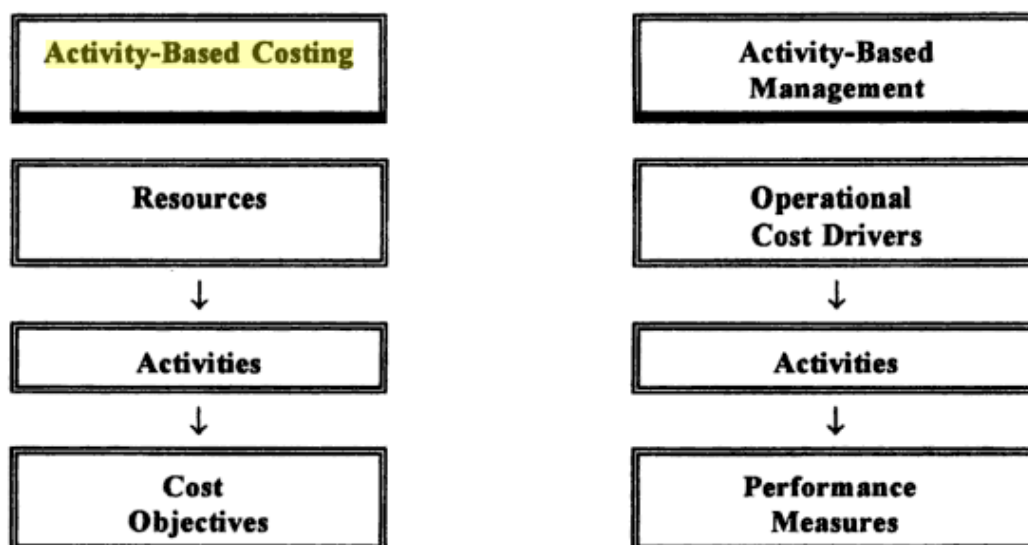 Activity-Based Costing
Resources
↓
Activities
↓
Cost
Objectives
Activity-Based
Management
Operational
Cost Drivers
↓
Activities
↓
Performance
Measures